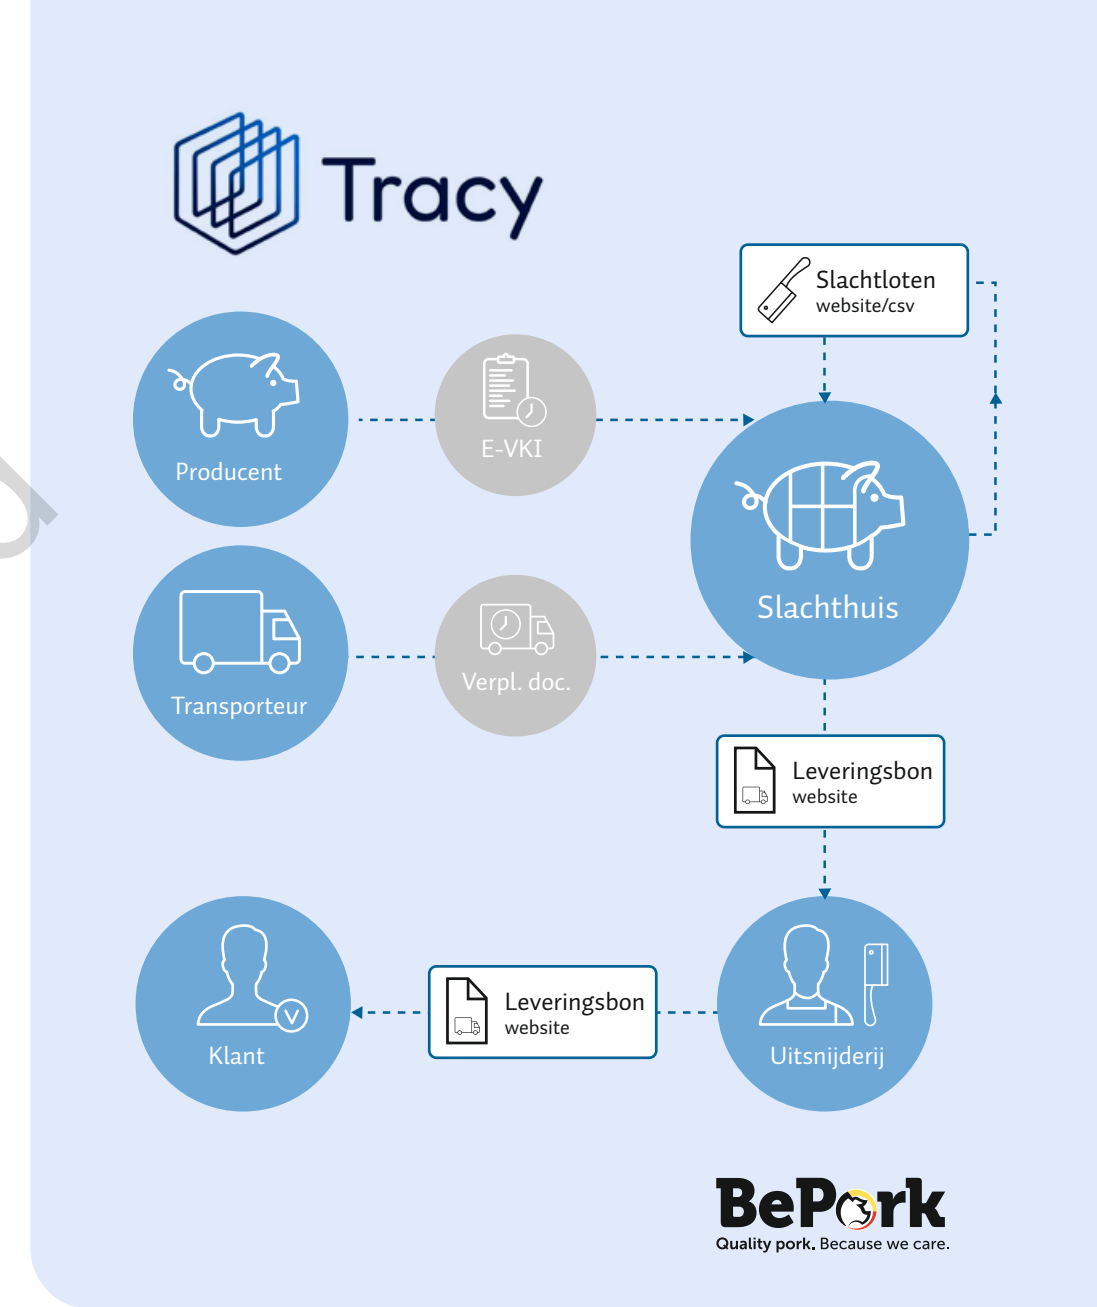 Tracy
Slachtloten
website/csv
Producent
E-VKI
Slachthuis
Transporteur
Verpl. doc.
Leveringsbon
website
Klant
Leveringsbon
website
Uitsnijderij
BePork
Quality pork. Because we care.